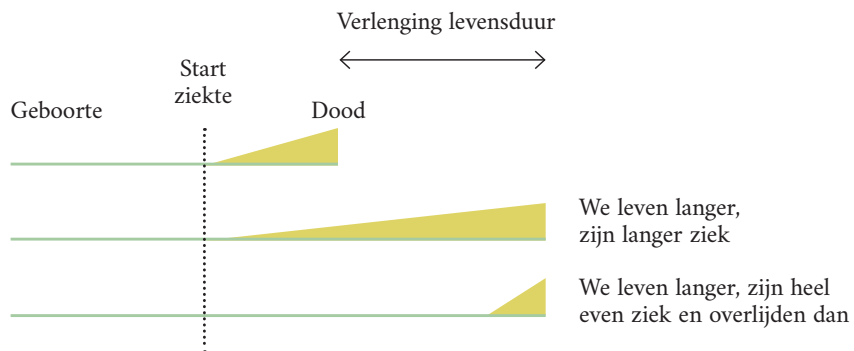 Verlenging levensduur
Start
ziekte
Geboorte
Dood
We leven langer,
zijn langer ziek
We leven langer, zijn heel
even ziek en overlijden dan